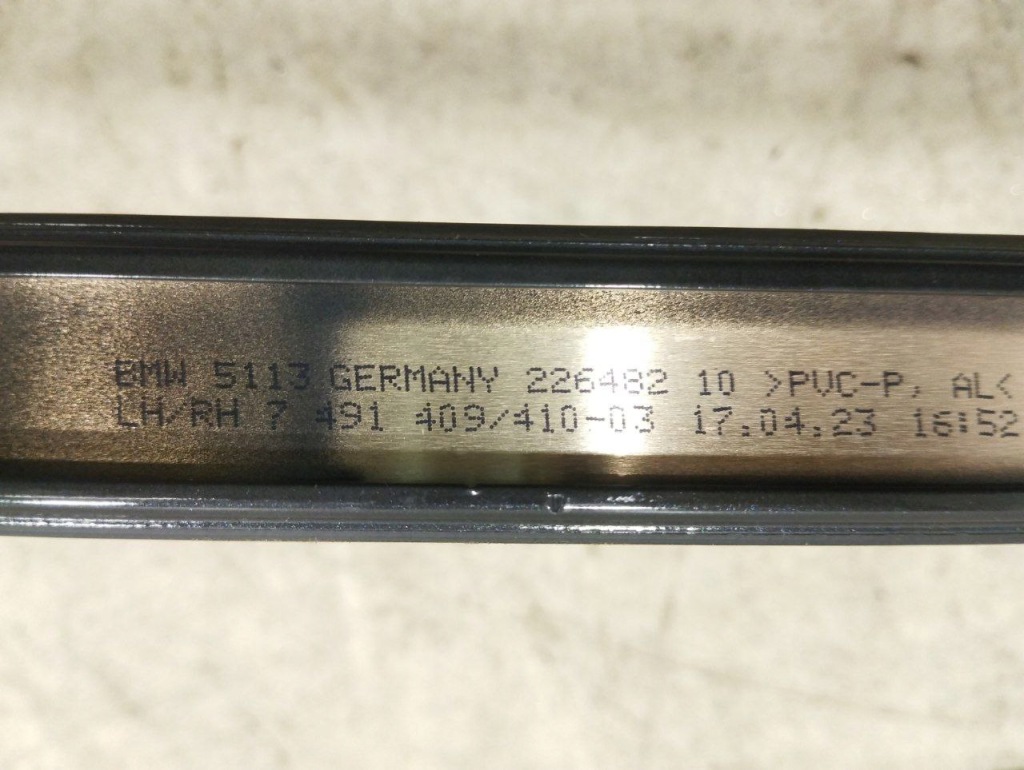 BMW 5113 GERMANY 226482 10 >PVC-P, AL<
LH/RH 7 491 409/410-03 17.04.23 16:52